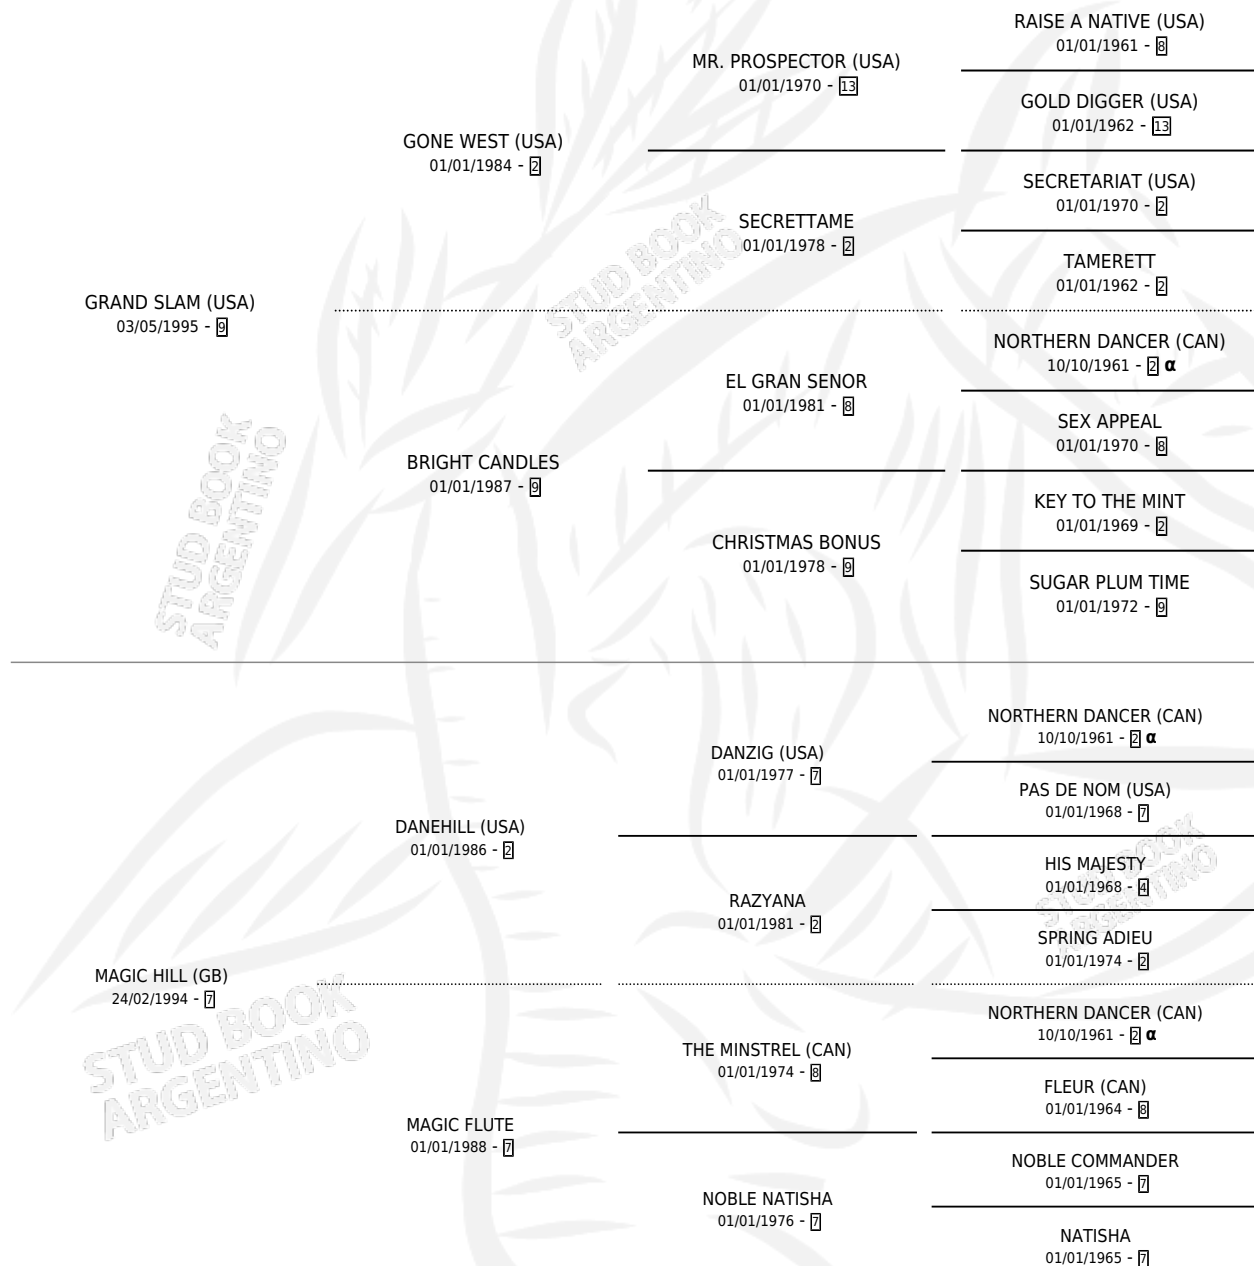 RAISE A NATIVE (USA)
01/01/1961 - 8
MR. PROSPECTOR (USA)
01/01/1970 - 13
GOLD DIGGER (USA)
01/01/1962 - 13
GONE WEST (USA)
01/01/1984 - 2
SECRETARIAT (USA)
01/01/1970 - 2
SECRETTAME
01/01/1978 - 2
TAMERETT
01/01/1962 - 2
GRAND SLAM (USA)
03/05/1995 - 9
NORTHERN DANCER (CAN)
10/10/1961 - 2 α
EL GRAN SENOR
01/01/1981 - 8
SEX APPEAL
01/01/1970 - 8
BRIGHT CANDLES
01/01/1987 - 9
KEY TO THE MINT
01/01/1969 - 2
CHRISTMAS BONUS
01/01/1978 - 9
SUGAR PLUM TIME
01/01/1972 - 9
NORTHERN DANCER (CAN)
10/10/1961 - 2 α
DANZIG (USA)
01/01/1977 - 7
PAS DE NOM (USA)
01/01/1968 - 7
DANEHILL (USA)
01/01/1986 - 2
HIS MAJESTY
01/01/1968 - 4
RAZYANA
01/01/1981 - 2
SPRING ADIEU
01/01/1974 - 2
MAGIC HILL (GB)
24/02/1994 - 7
NORTHERN DANCER (CAN)
10/10/1961 - 2 α
THE MINSTREL (CAN)
01/01/1974 - 8
FLEUR (CAN)
01/01/1964 - 8
MAGIC FLUTE
01/01/1988 - 7
NOBLE COMMANDER
01/01/1965 - 7
NOBLE NATISHA
01/01/1976 - 7
NATISHA
01/01/1965 - 7
STUD BOOK
ARGENTINO
STUD BOOK
ARGENTINO
STUD BOOK
ARGENTINO
STUD BOOK
ARGENTINO